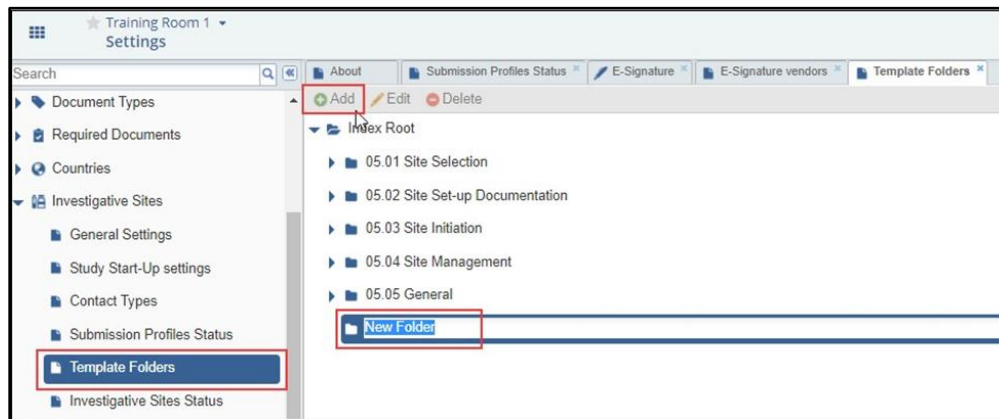 Training Room 1
Settings
Search
About
Submission Profiles Status
E-Signature
E-Signature vendors
Template Folders
Document Types
Required Documents
Countries
Investigative Sites
General Settings
Study Start-Up settings
Contact Types
Submission Profiles Status
Template Folders
Investigative Sites Status
Add Edit Delete
Index Root
05.01 Site Selection
05.02 Site Set-up Documentation
05.03 Site Initiation
05.04 Site Management
05.05 General
New Folder